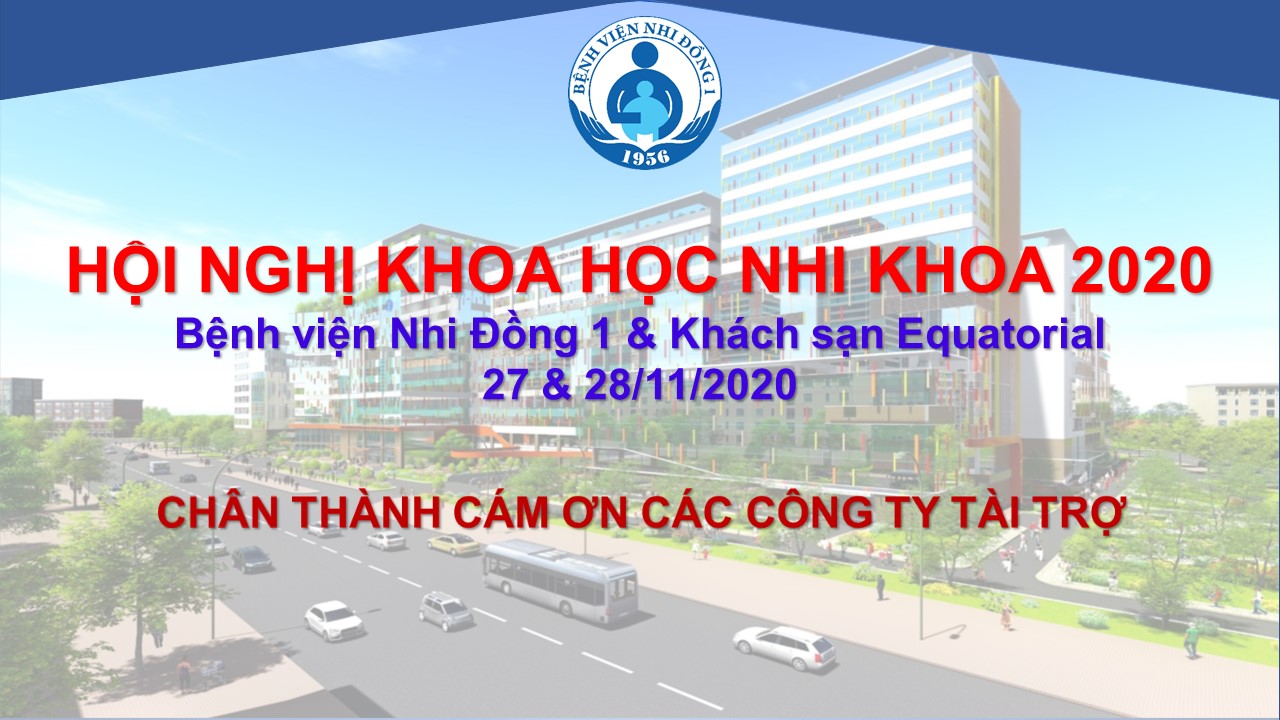 BỆNH VIỆN NHI ĐỒNG 1
1956
HỘI NGHỊ KHOA HỌC NHI KHOA 2020
Bệnh viện Nhi Đồng 1 & Khách sạn Equatorial
27 & 28/11/2020
CHÂN THÀNH CÁM ƠN CÁC CÔNG TY TÀI TRỢ